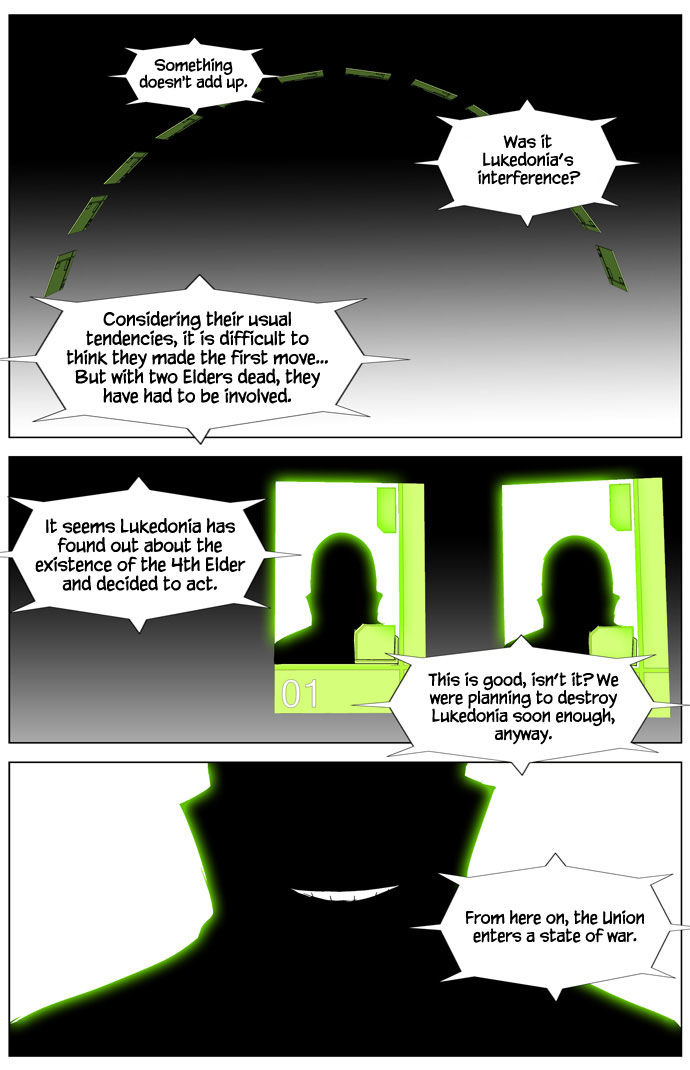 Something
doesn't add up.
Was it
Lukedonia's
interference?
Considering their usual
tendencies, it is difficult to
think they made the first move...
But with two Elders dead, they
have had to be involved.
It seems Lukedonia has
found out about the
existence of the 4th Elder
and decided to act.
01
This is good, isn't it? We
were planning to destroy
Lukedonia soon enough,
anyway.
From here on, the Union
enters a state of war.